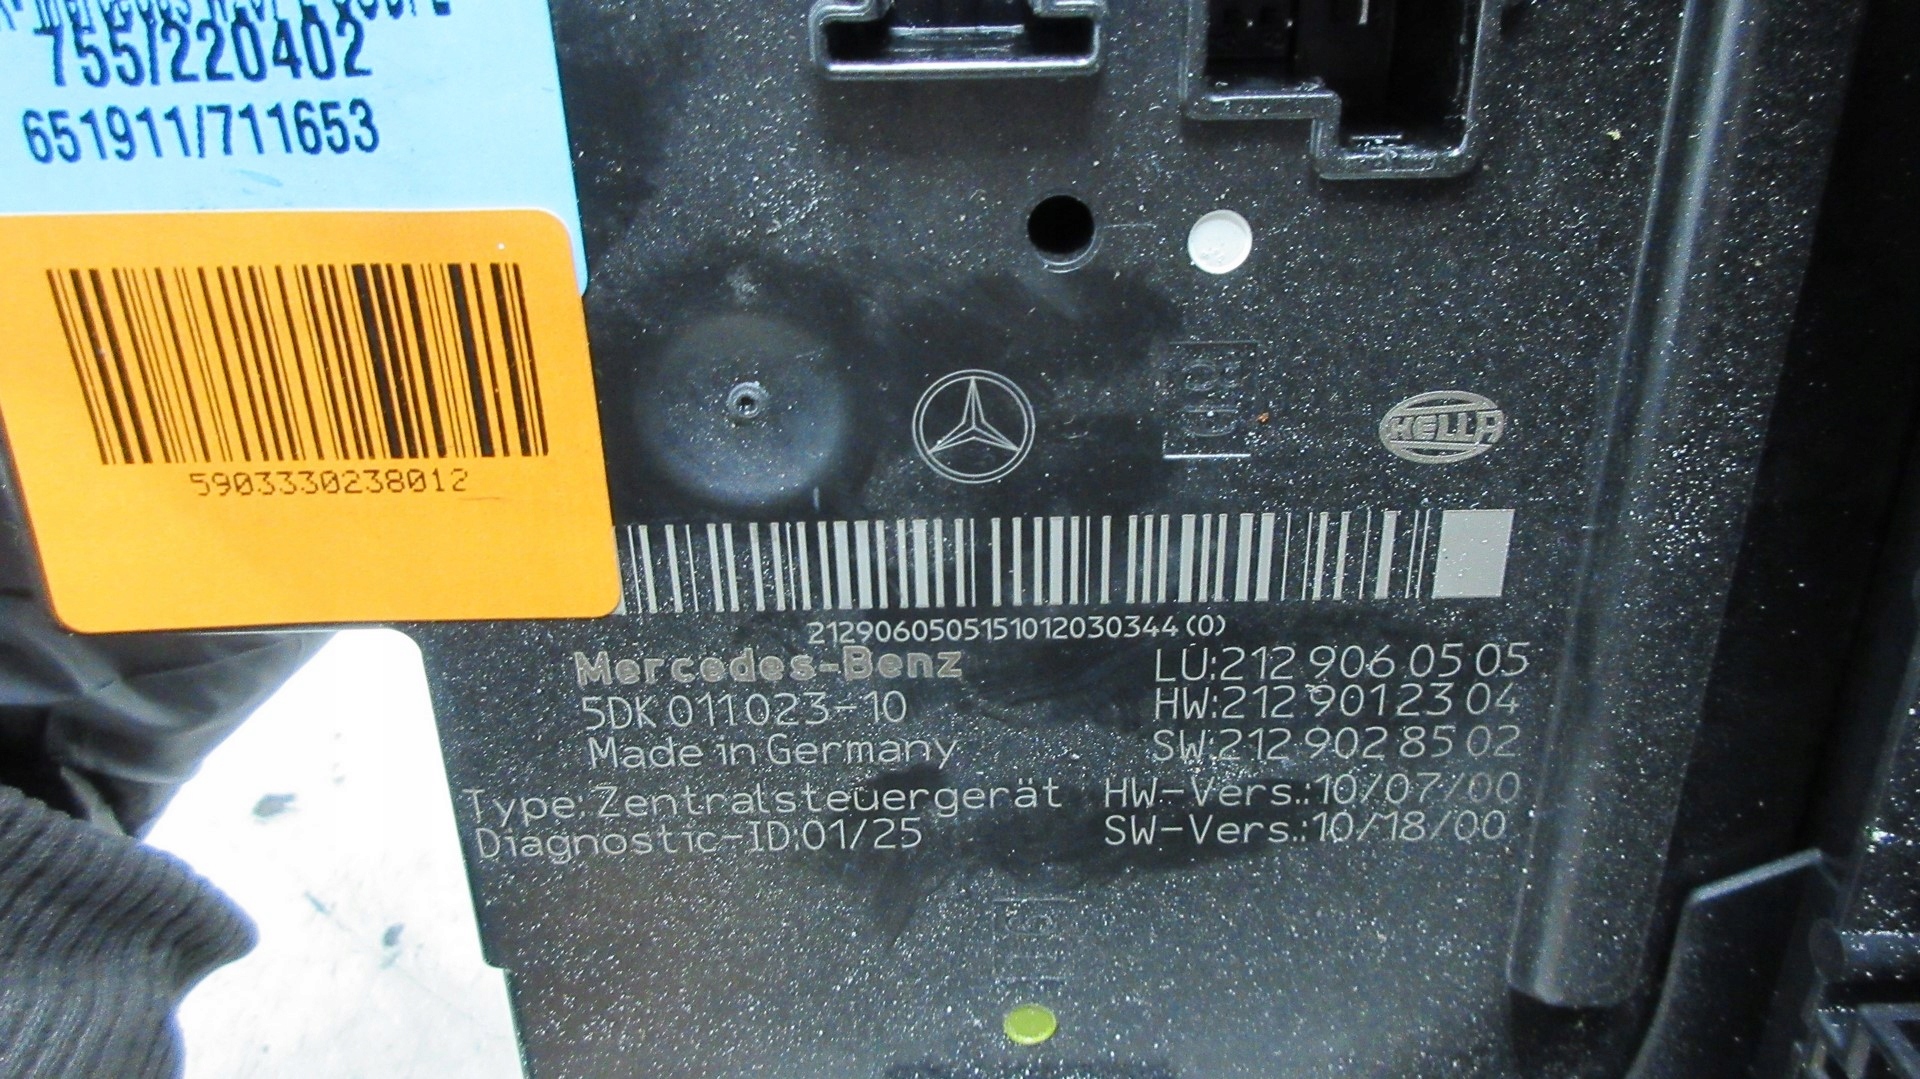 755/220402
651911/711653
5903330238012
HELLA
2129060505151012030344(0)
Mercedes-Benz
LU:212 906 05 05
5DK 011 023-10
HW:212 901 23 04
Made in Germany
SW:212 902 85 02
Type: Zentralsteuergerät
HW-Vers.:10/07/00
Diagnostic-ID.01/25
SW-Vers.:10/18/00